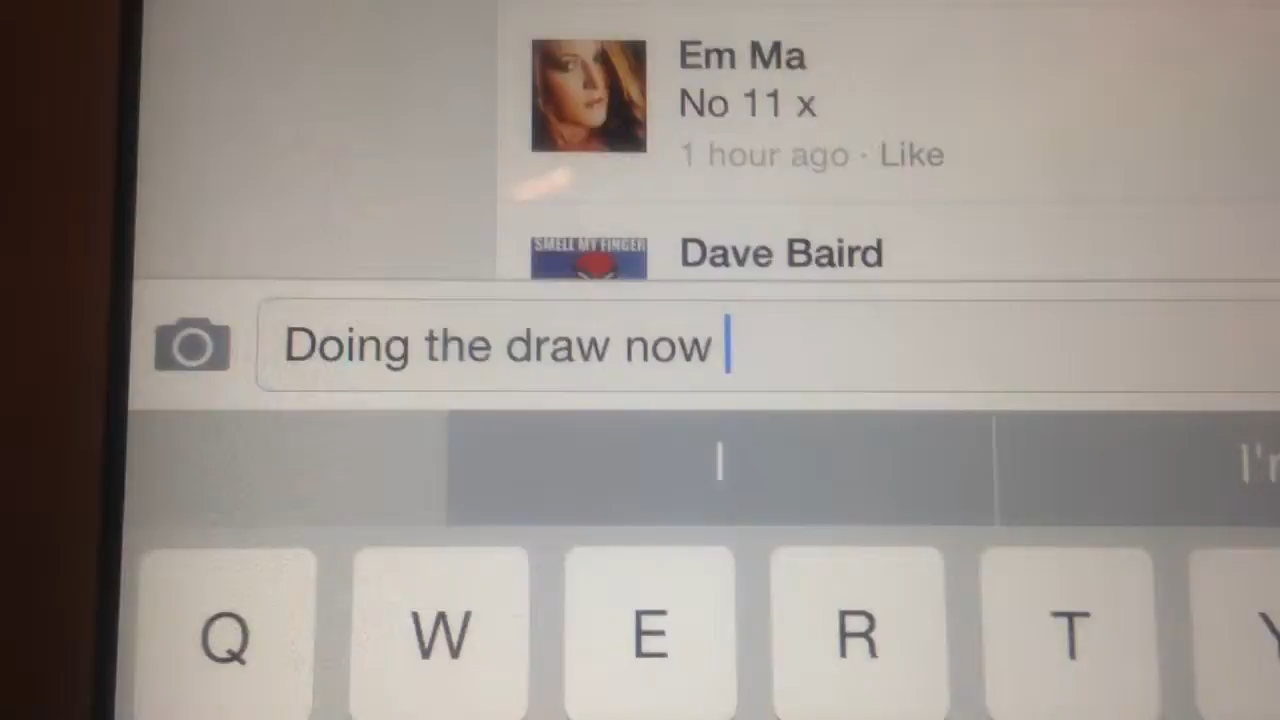 Em Ma
No 11 x
1 hour ago · Like
SMELL MY FINGER
Dave Baird
Doing the draw now
I
Q W E R T Y